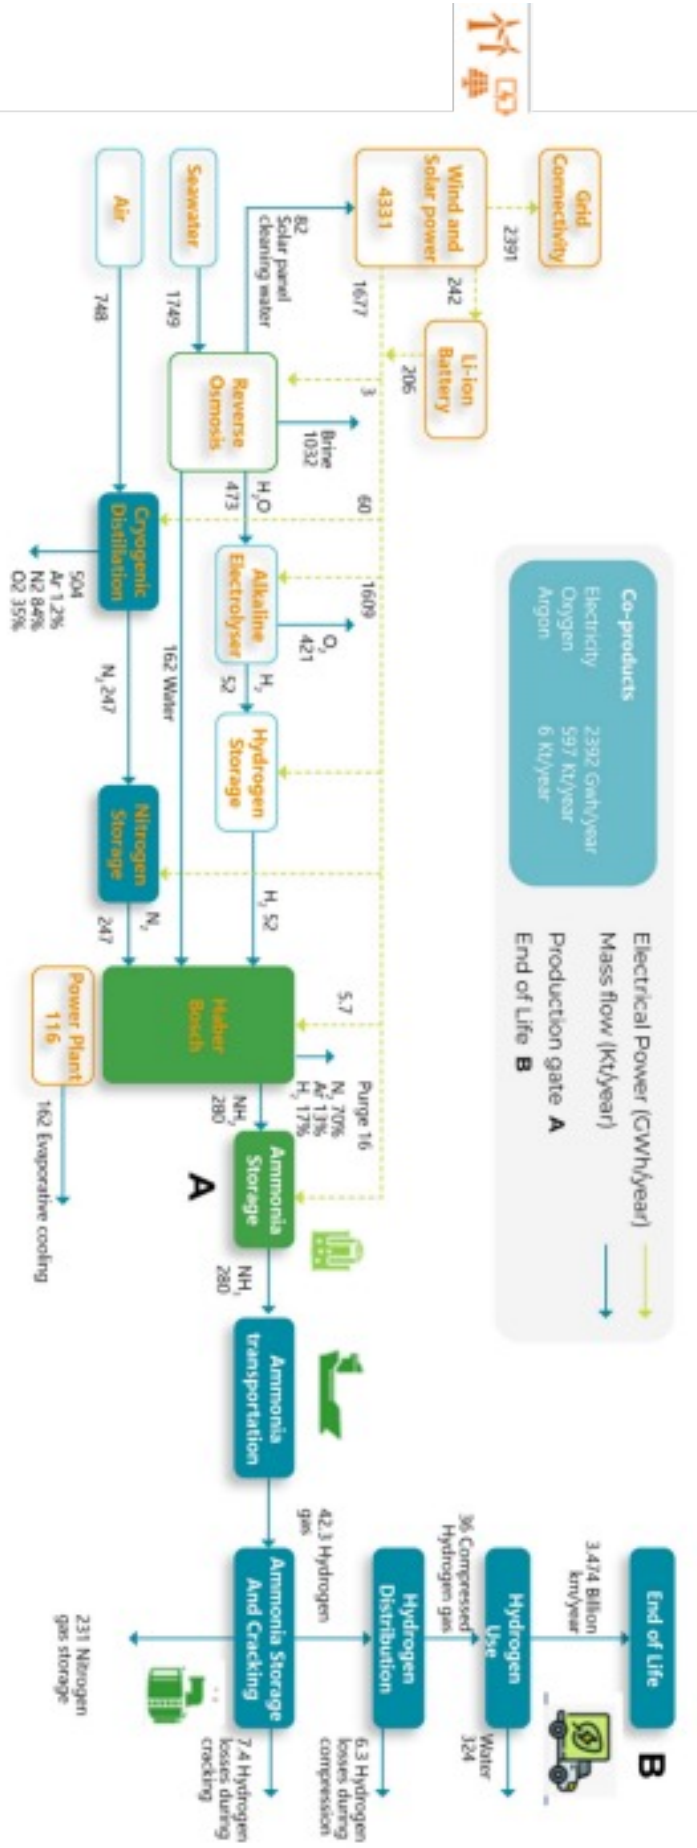 Grid
Connectivity
2391
Wind and
Solar power
4331
242
Li-ion
Battery
206
1677
82
Solar panel
cleaning water
Seawater
1749
Air
748
Reverse
Osmosis
3
Brine
1032
H₂O
473
60
Cryogenic
Distillation
504
Ar 1.2%
N2 84%
O2 35%
Alkaline
Electrolyser
1609
O₂
421
H₂
52
162 Water
N₂ 247
Hydrogen
Storage
Nitrogen
Storage
H₂ 52
N₂
247
Haber
Bosch
5.7
Purge 16
N₂ 70%
Ar 13%
H₂ 17%
Power Plant
116
162 Evaporative cooling
NH₃
280
Ammonia
Storage
A
NH₃
280
Ammonia
transportation
Ammonia Storage
And Cracking
231 Nitrogen
gas storage
7.4 Hydrogen
losses during
cracking
42.3 Hydrogen
gas
Hydrogen
Distribution
6.3 Hydrogen
losses during
compression
36 Compressed
Hydrogen gas
Hydrogen
Use
Water
324
3.474 Billion
km/year
End of Life
B
Co-products
Electricity 2392 Gwh/year
Oxygen 597 Kt/year
Argon 6 Kt/year
Electrical Power (GWh/year)
Mass flow (Kt/year)
Production gate A
End of Life B